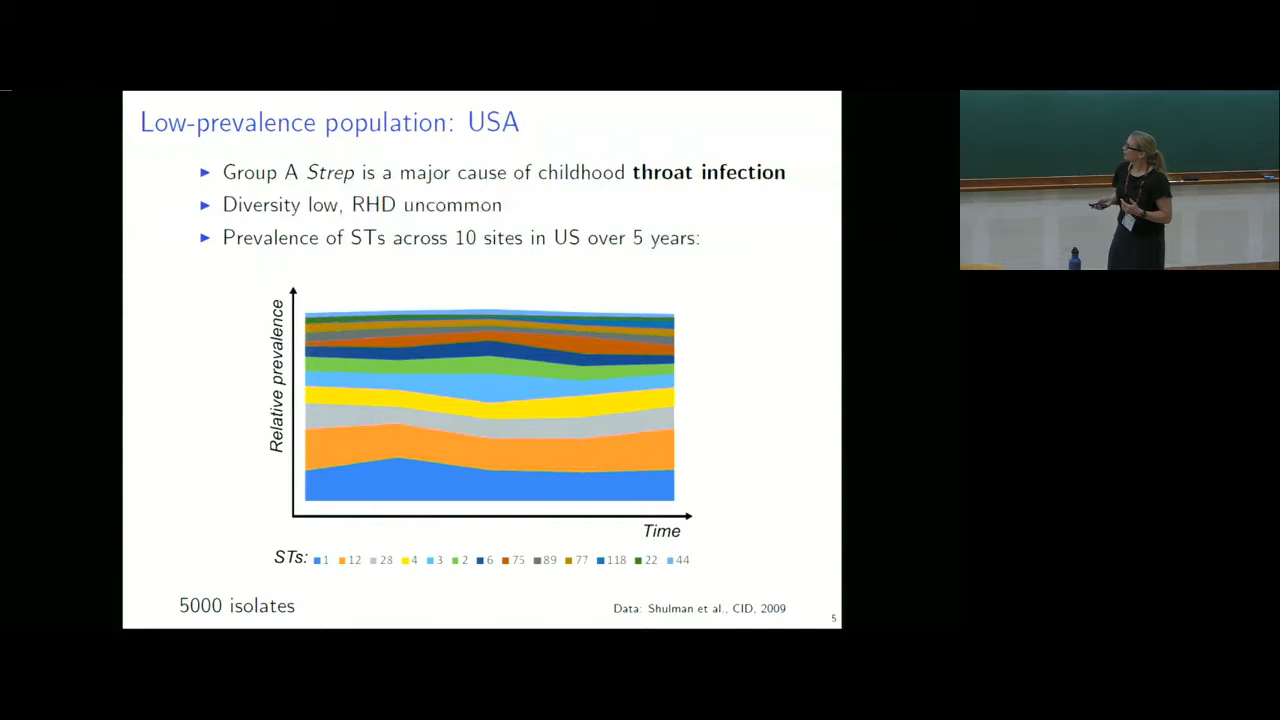 Low-prevalence population: USA
▶ Group A Strep is a major cause of childhood throat infection
▶ Diversity low, RHD uncommon
▶ Prevalence of STs across 10 sites in US over 5 years:
Relative prevalence
Time
STs: 1 12 28 4 3 2 6 75 89 77 118 22 44
5000 isolates
Data: Shulman et al., CID, 2009
5